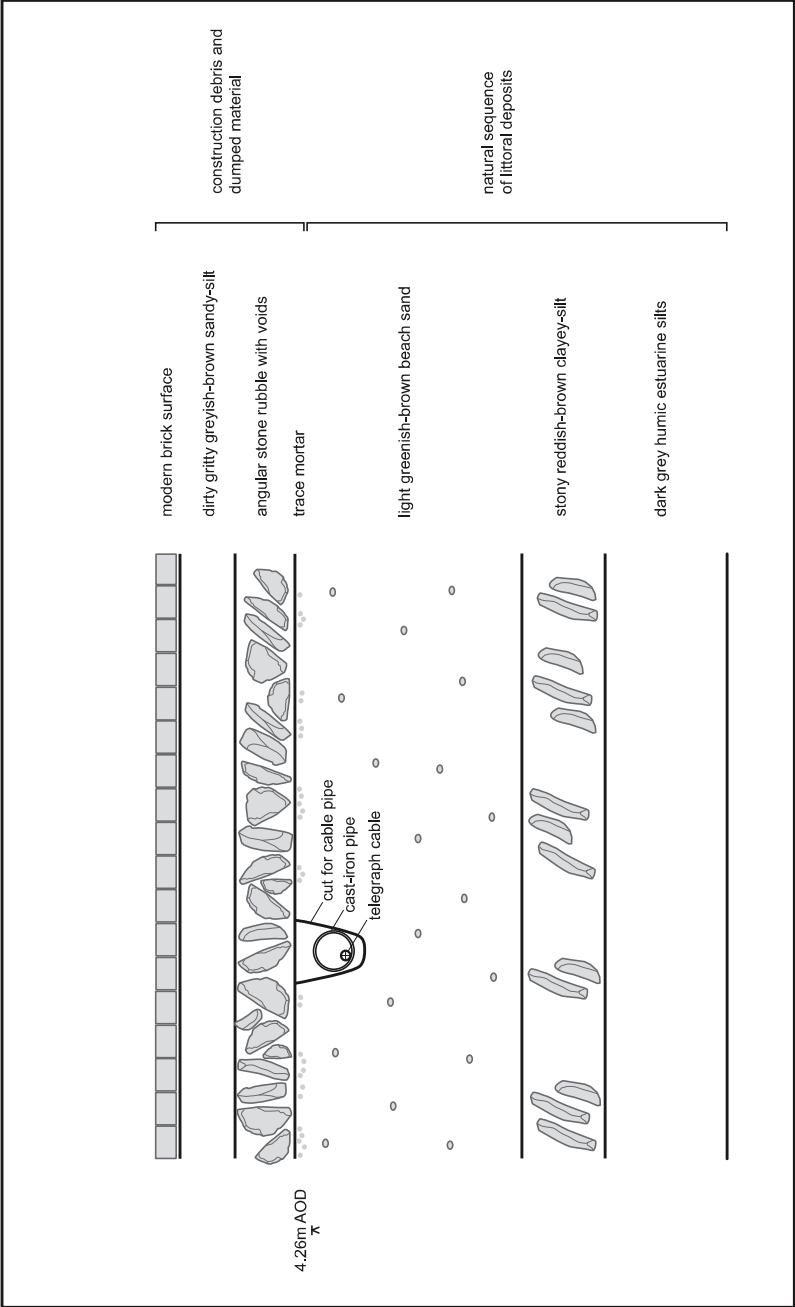 4.26m AOD
cut for cable pipe
cast-iron pipe
telegraph cable
modern brick surface
dirty gritty greyish-brown sandy-silt
angular stone rubble with voids
trace mortar
light greenish-brown beach sand
stony reddish-brown clayey-silt
dark grey humic estuarine silts
construction debris and
dumped material
natural sequence
of littoral deposits